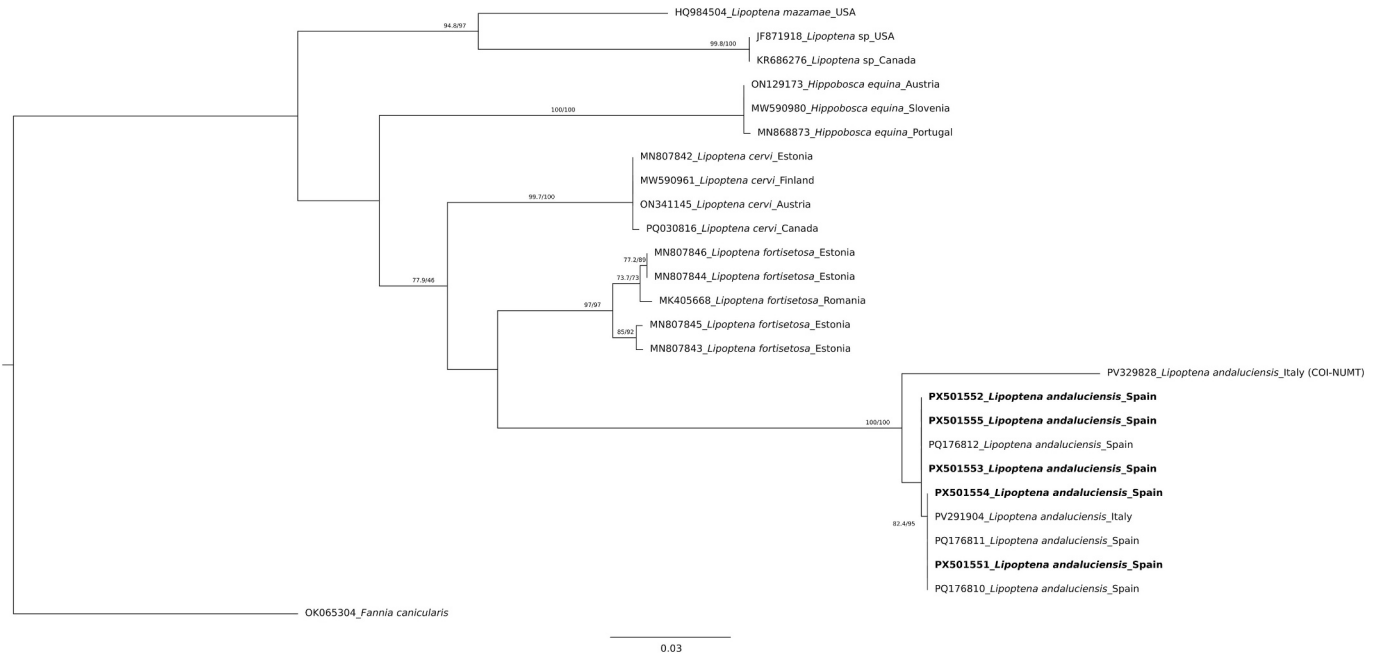 HQ984504_Lipoptena mazamae_USA
94.8/97
JF871918_Lipoptena sp_USA
99.8/100
KR686276_Lipoptena sp_Canada
ON129173_Hippobosca equina_Austria
100/100
MW590980_Hippobosca equina_Slovenia
MN868873_Hippobosca equina_Portugal
MN807842_Lipoptena cervi_Estonia
MW590961_Lipoptena cervi_Finland
99.7/100
ON341145_Lipoptena cervi_Austria
PQ030816_Lipoptena cervi_Canada
MN807846_Lipoptena fortisetosa_Estonia
77.2/89
MN807844_Lipoptena fortisetosa_Estonia
77.9/46
73.7/73
MK405668_Lipoptena fortisetosa_Romania
97/97
MN807845_Lipoptena fortisetosa_Estonia
85/92
MN807843_Lipoptena fortisetosa_Estonia
PV329828_Lipoptena andaluciensis_Italy (COI-NUMT)
PX501552_Lipoptena andaluciensis_Spain
100/100
PX501555_Lipoptena andaluciensis_Spain
PQ176812_Lipoptena andaluciensis_Spain
PX501553_Lipoptena andaluciensis_Spain
PX501554_Lipoptena andaluciensis_Spain
PV291904_Lipoptena andaluciensis_Italy
82.4/95
PQ176811_Lipoptena andaluciensis_Spain
PX501551_Lipoptena andaluciensis_Spain
PQ176810_Lipoptena andaluciensis_Spain
OK065304_Fannia canicularis
0.03